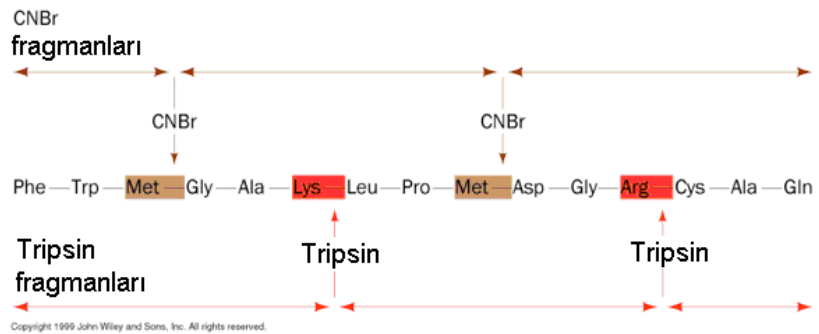 CNBr
fragmanları
CNBr CNBr
Phe—Trp—Met—Gly—Ala—Lys—Leu—Pro—Met—Asp—Gly—Arg—Cys—Ala—Gln
Tripsin Tripsin Tripsin
fragmanları
Copyright 1999 John Wiley and Sons, Inc. All rights reserved.